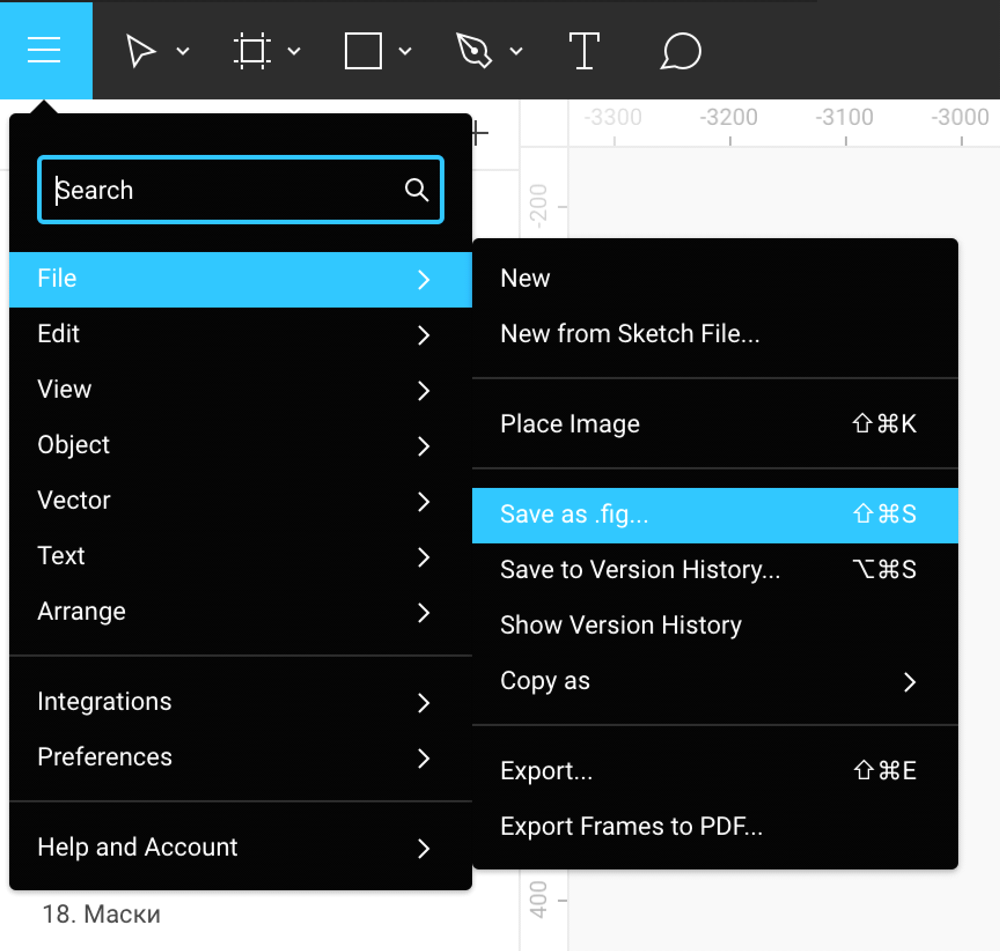 -3300 -3200 -3100 -3000
Search
-200
File
Edit
View
Object
Vector
Text
Arrange
Integrations
Preferences
Help and Account
New
New from Sketch File...
Place Image ⇧⌘K
Save as .fig... ⇧⌘S
Save to Version History... ⌥⌘S
Show Version History
Copy as
Export... ⇧⌘E
Export Frames to PDF...
400
18. Маски